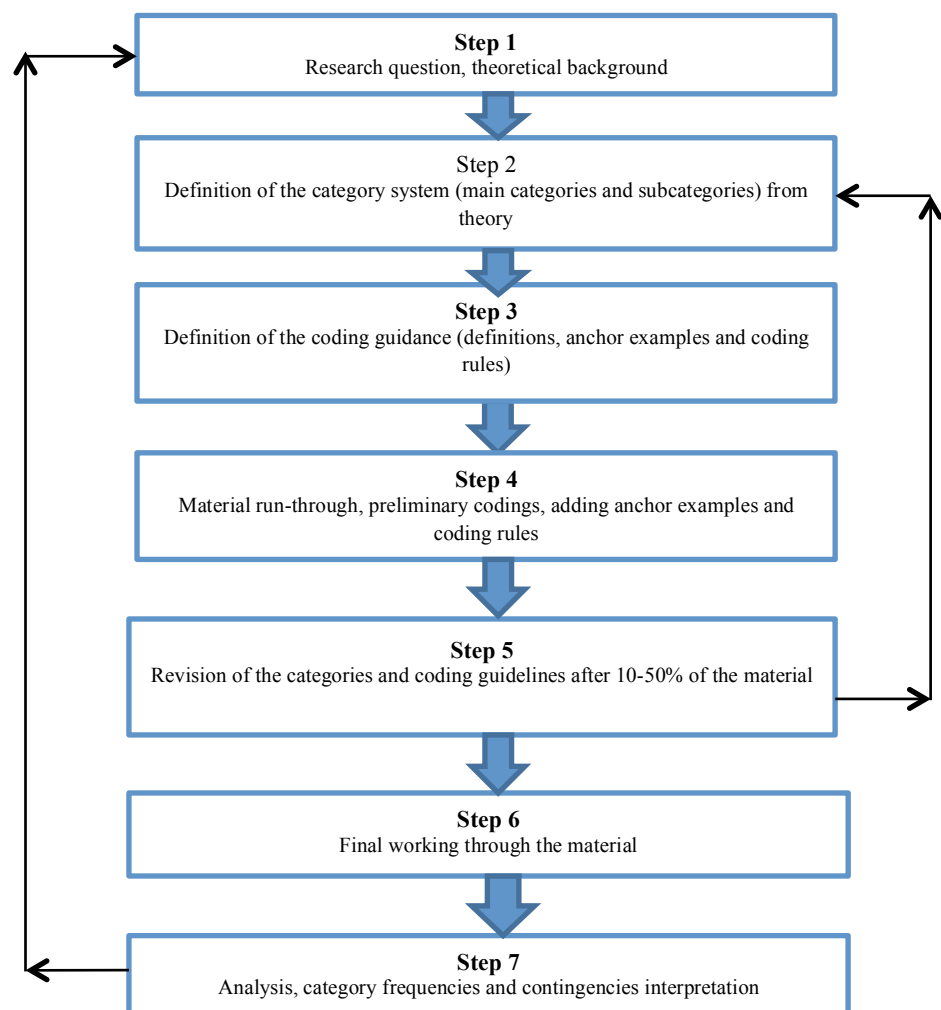 Step 1
Research question, theoretical background
Step 2
Definition of the category system (main categories and subcategories) from
theory
Step 3
Definition of the coding guidance (definitions, anchor examples and coding
rules)
Step 4
Material run-through, preliminary codings, adding anchor examples and
coding rules
Step 5
Revision of the categories and coding guidelines after 10-50% of the material
Step 6
Final working through the material
Step 7
Analysis, category frequencies and contingencies interpretation